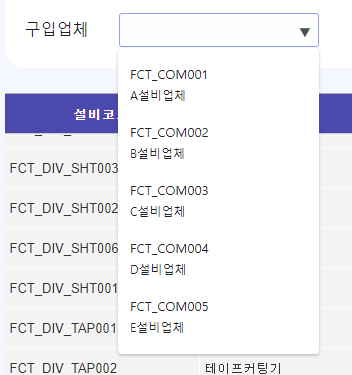 구입업체
FCT_COM001
A설비업체
FCT_COM002
B설비업체
FCT_COM003
C설비업체
FCT_COM004
D설비업체
FCT_COM005
E설비업체
설비코
FCT_DIV_SHT003
FCT_DIV_SHT002
FCT_DIV_SHT006
FCT_DIV_SHT001
FCT_DIV_TAP001
FCT_DIV_TAP002 테이프커팅기